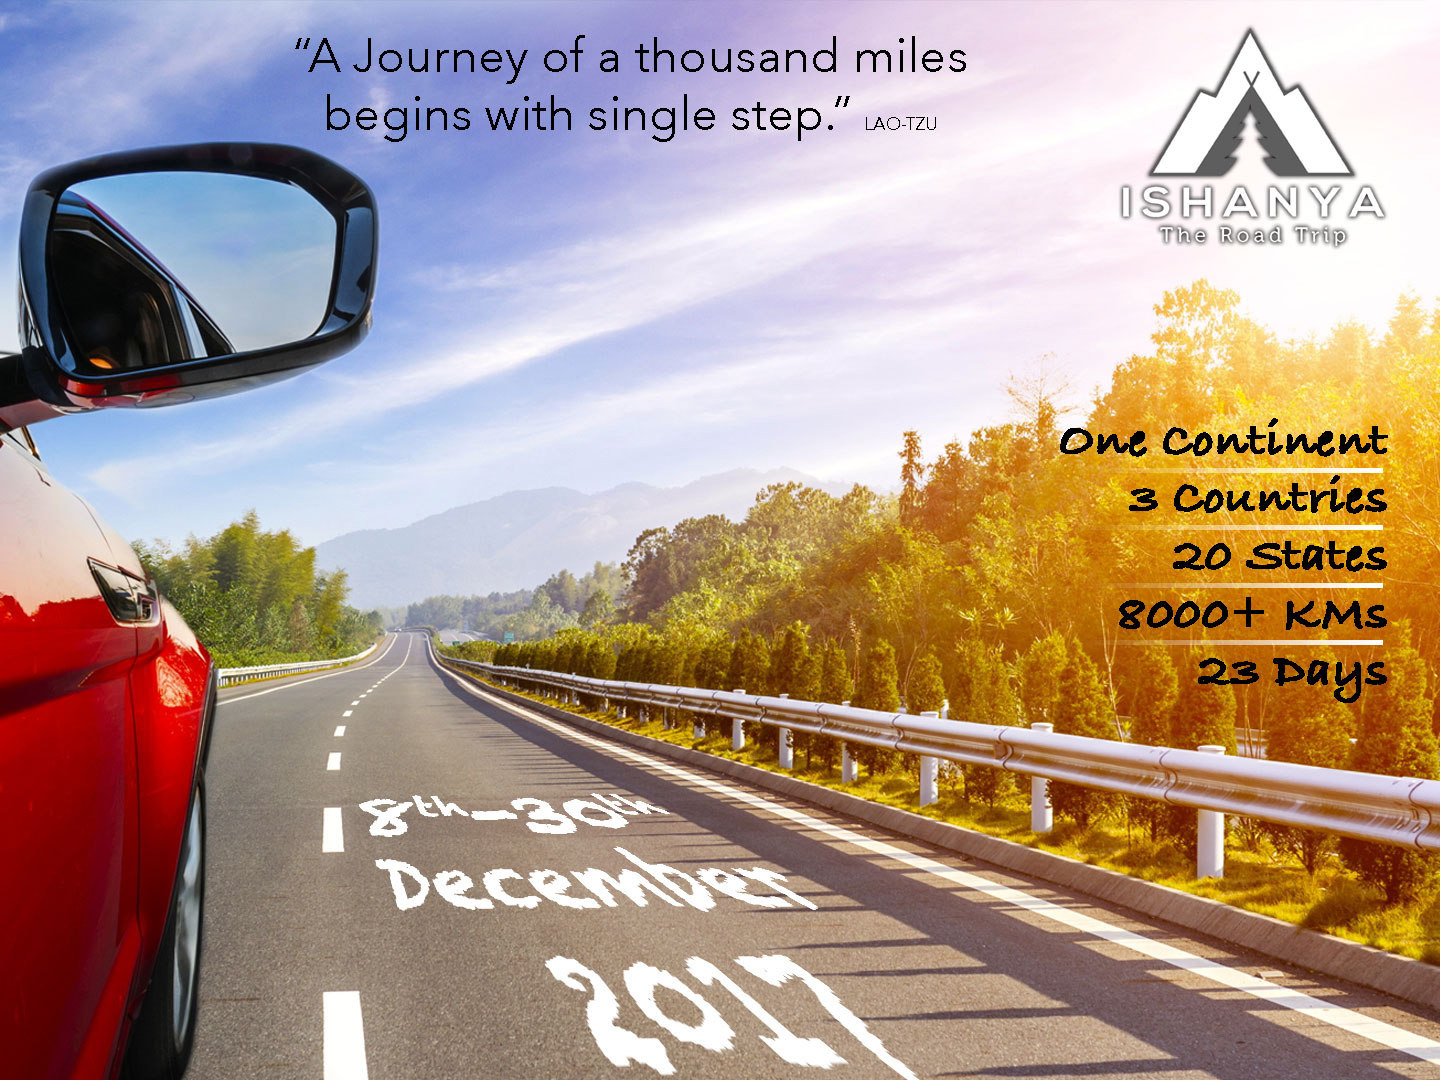 “A Journey of a thousand miles
begins with single step.” LAO-TZU
ISHANYA
The Road Trip
One Continent
3 Countries
20 States
8000+ KMs
23 Days
8th-30th
December
2017